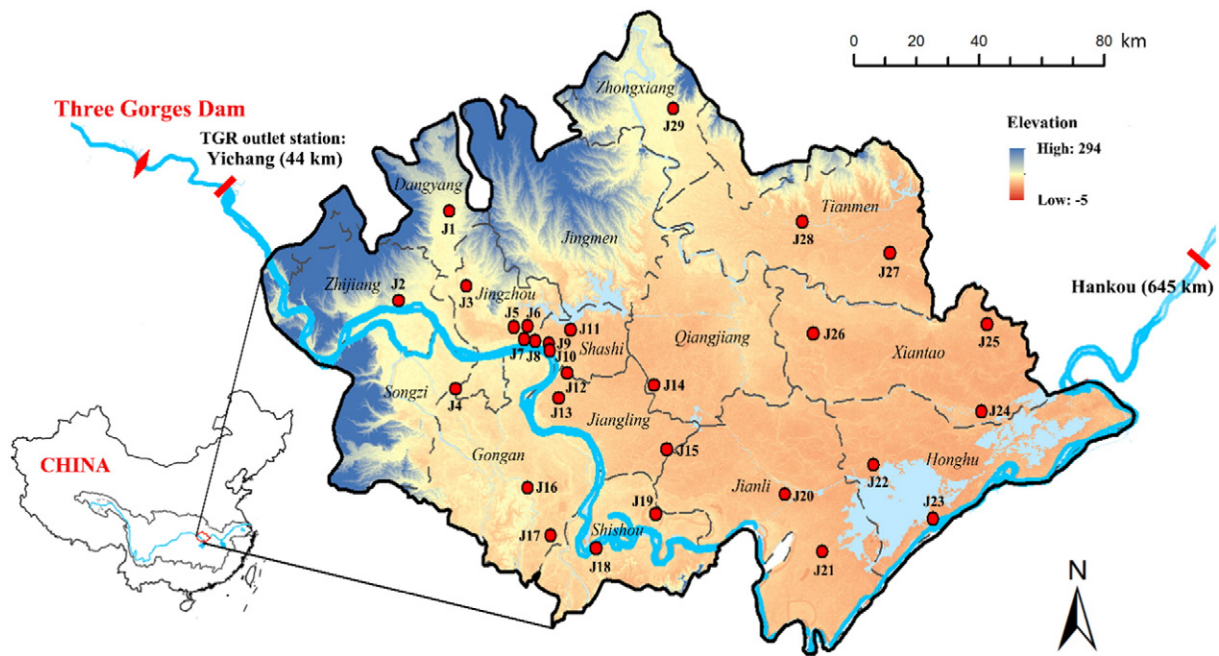 0 20 40 80 km
Zhongxiang
J29
Three Gorges Dam
TGR outlet station:
Yichang (44 km)
Elevation
High: 294
Low: -5
Dangyang
J1
Tianmen
J28
Jingmen
J27
Zhijiang
J2
J3
Jingzhou
Hankou (645 km)
J5 J6
J11
J7 J8 J9
J10
Shashi
Qiangjiang
J26
J25
Xiantao
Songzi
J4
J12
J13
J14
Jiangling
J24
CHINA
Gongan
J15
Honghu
J22
J16
Jianli
J20
J19
J23
J17
Shishou
J18
J21
N